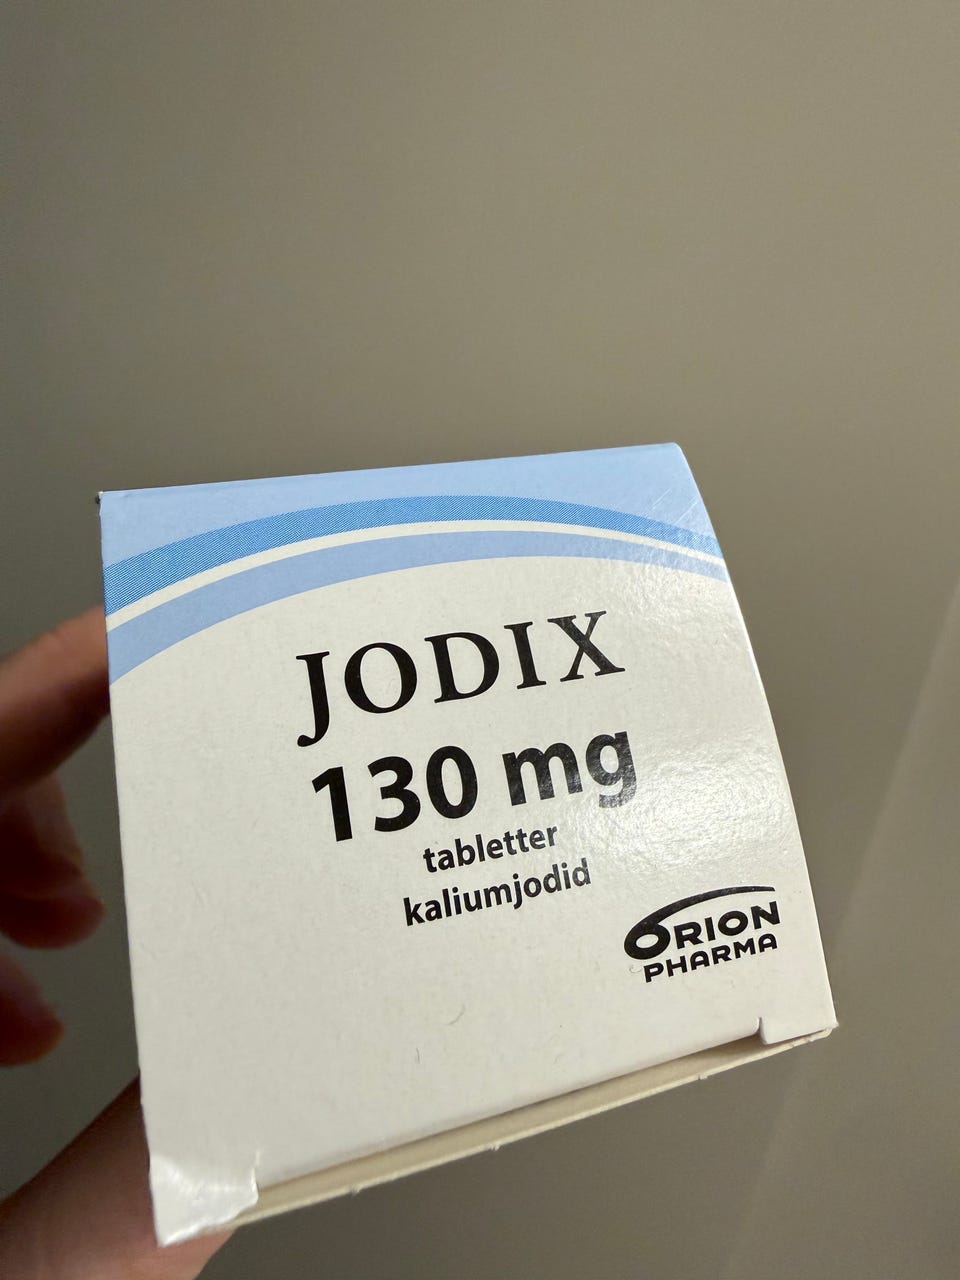 JODIX
130 mg
tabletter
kaliumjodid
ORION
PHARMA